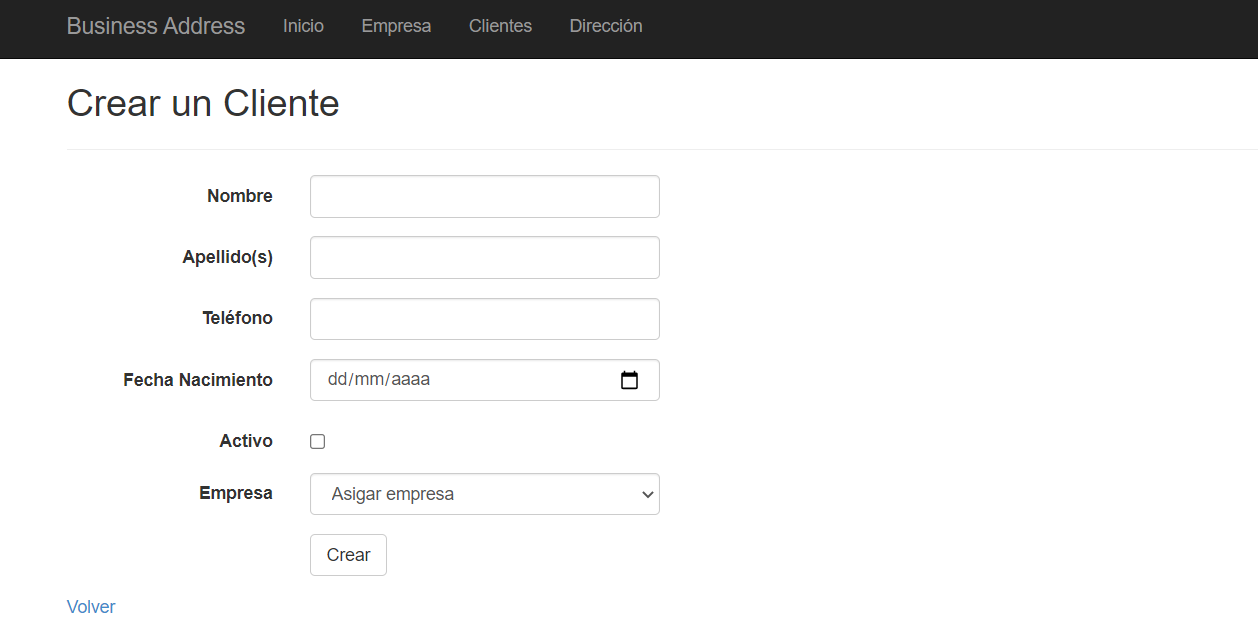 Business Address Inicio Empresa Clientes Dirección
Crear un Cliente
Nombre
Apellido(s)
Teléfono
Fecha Nacimiento dd/mm/aaaa
Activo
Empresa Asigar empresa
Crear
Volver